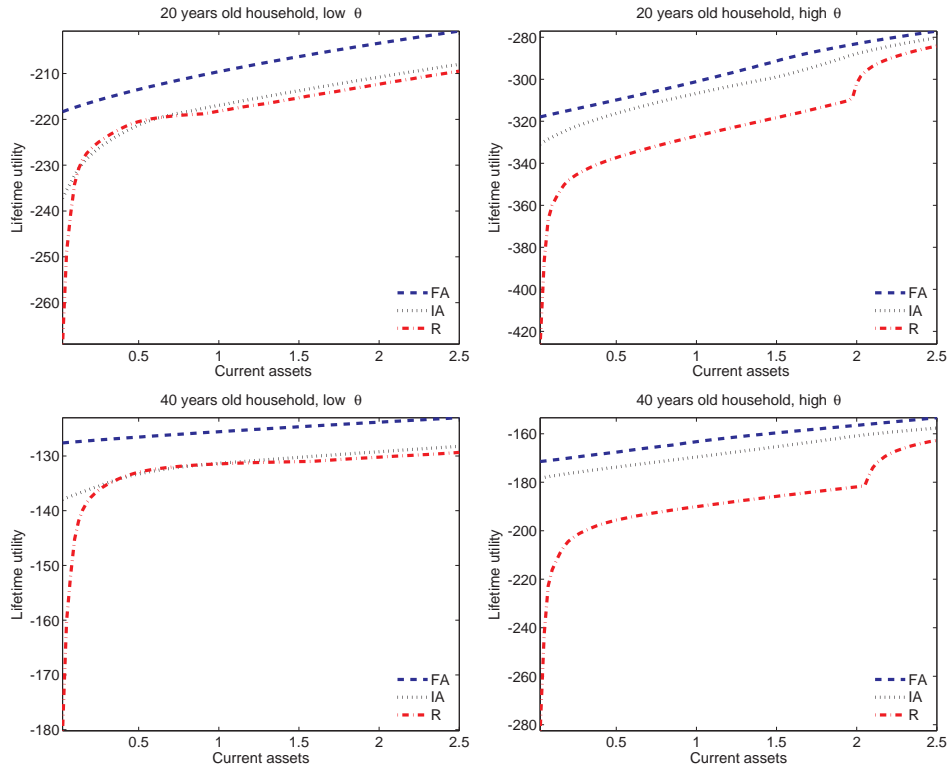 20 years old household, low θ
Lifetime utility
-210
-220
-230
-240
-250
-260
0.5
1
1.5
2
2.5
Current assets
FA
IA
R
20 years old household, high θ
Lifetime utility
-280
-300
-320
-340
-360
-380
-400
-420
0.5
1
1.5
2
2.5
Current assets
FA
IA
R
40 years old household, low θ
Lifetime utility
-130
-140
-150
-160
-170
-180
0.5
1
1.5
2
2.5
Current assets
FA
IA
R
40 years old household, high θ
Lifetime utility
-160
-180
-200
-220
-240
-260
-280
0.5
1
1.5
2
2.5
Current assets
FA
IA
R